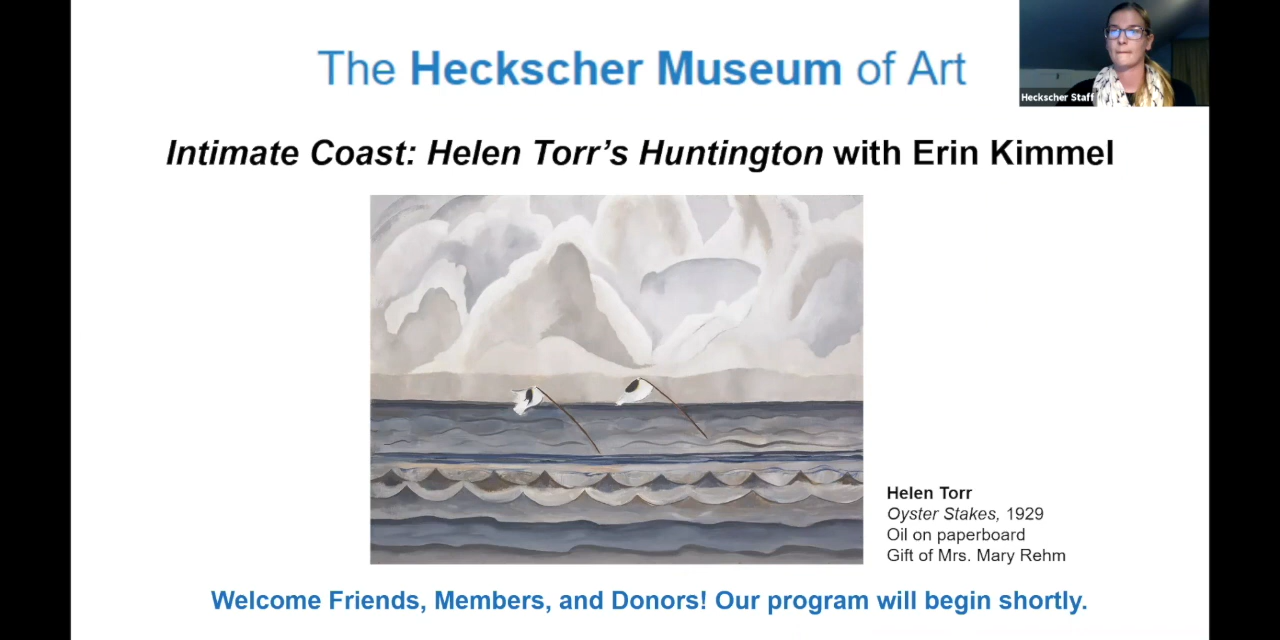 The Heckscher Museum of Art
Heckscher Staff
Intimate Coast: Helen Torr's Huntington with Erin Kimmel
Helen Torr
Oyster Stakes, 1929
Oil on paperboard
Gift of Mrs. Mary Rehm
Welcome Friends, Members, and Donors! Our program will begin shortly.